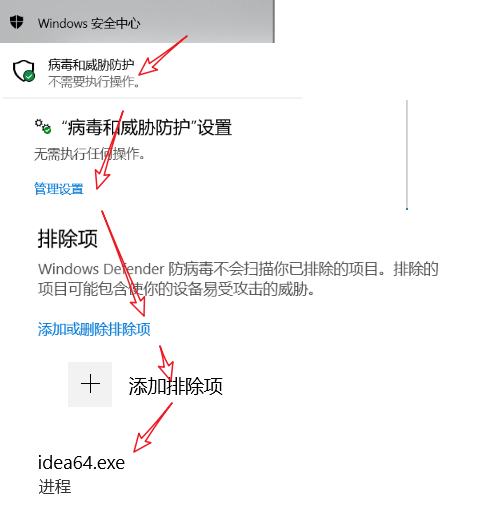 Windows 安全中心
病毒和威胁防护
不需要执行操作。
“病毒和威胁防护”设置
无需执行任何操作。
管理设置
排除项
Windows Defender 防病毒不会扫描你已排除的项目。排除的
项目可能包含使你的设备易受攻击的威胁。
添加或删除排除项
添加排除项
idea64.exe
进程